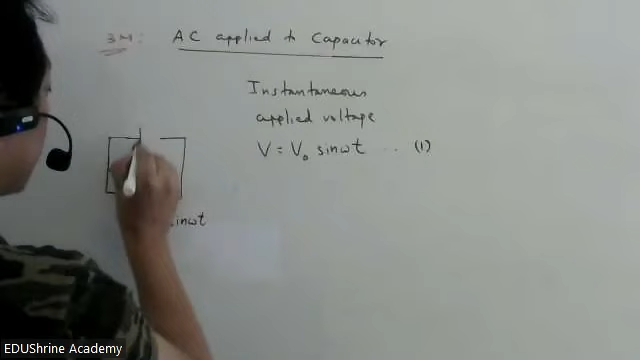 3M: AC applied to Capacitor
Instantaneous
applied voltage
V = V₀ sinωt ... (1)
sinωt
EDUShrine Academy